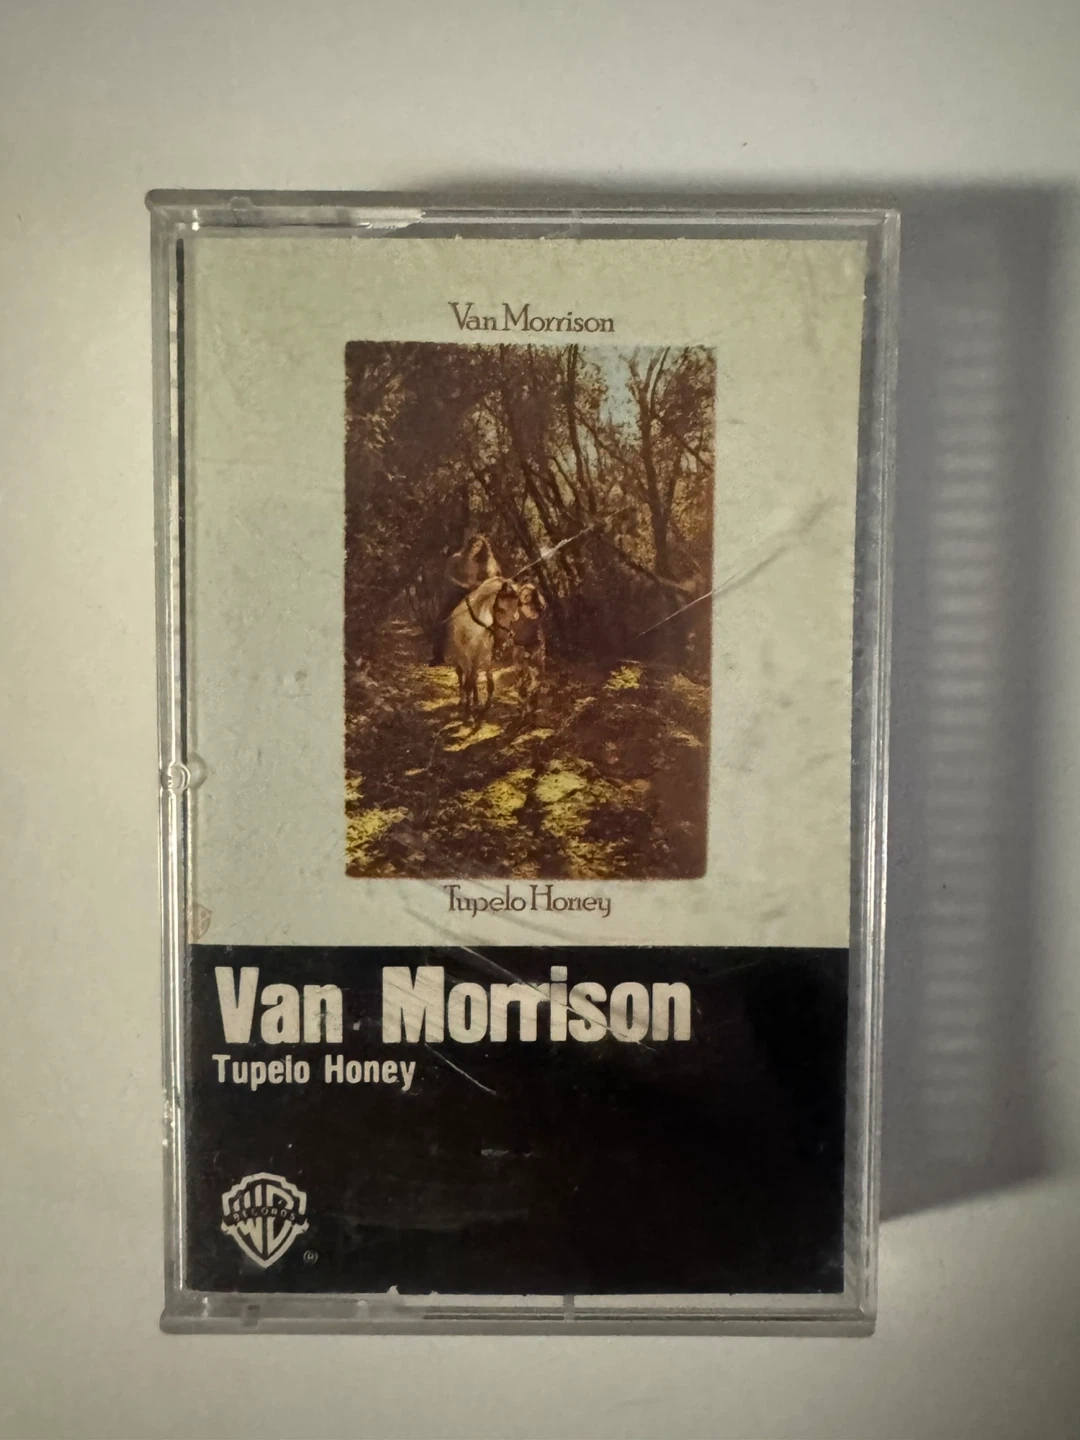 Van Morrison
Tupelo Honey
Van Morrison
Tupelo Honey
WB
RECORDS
®